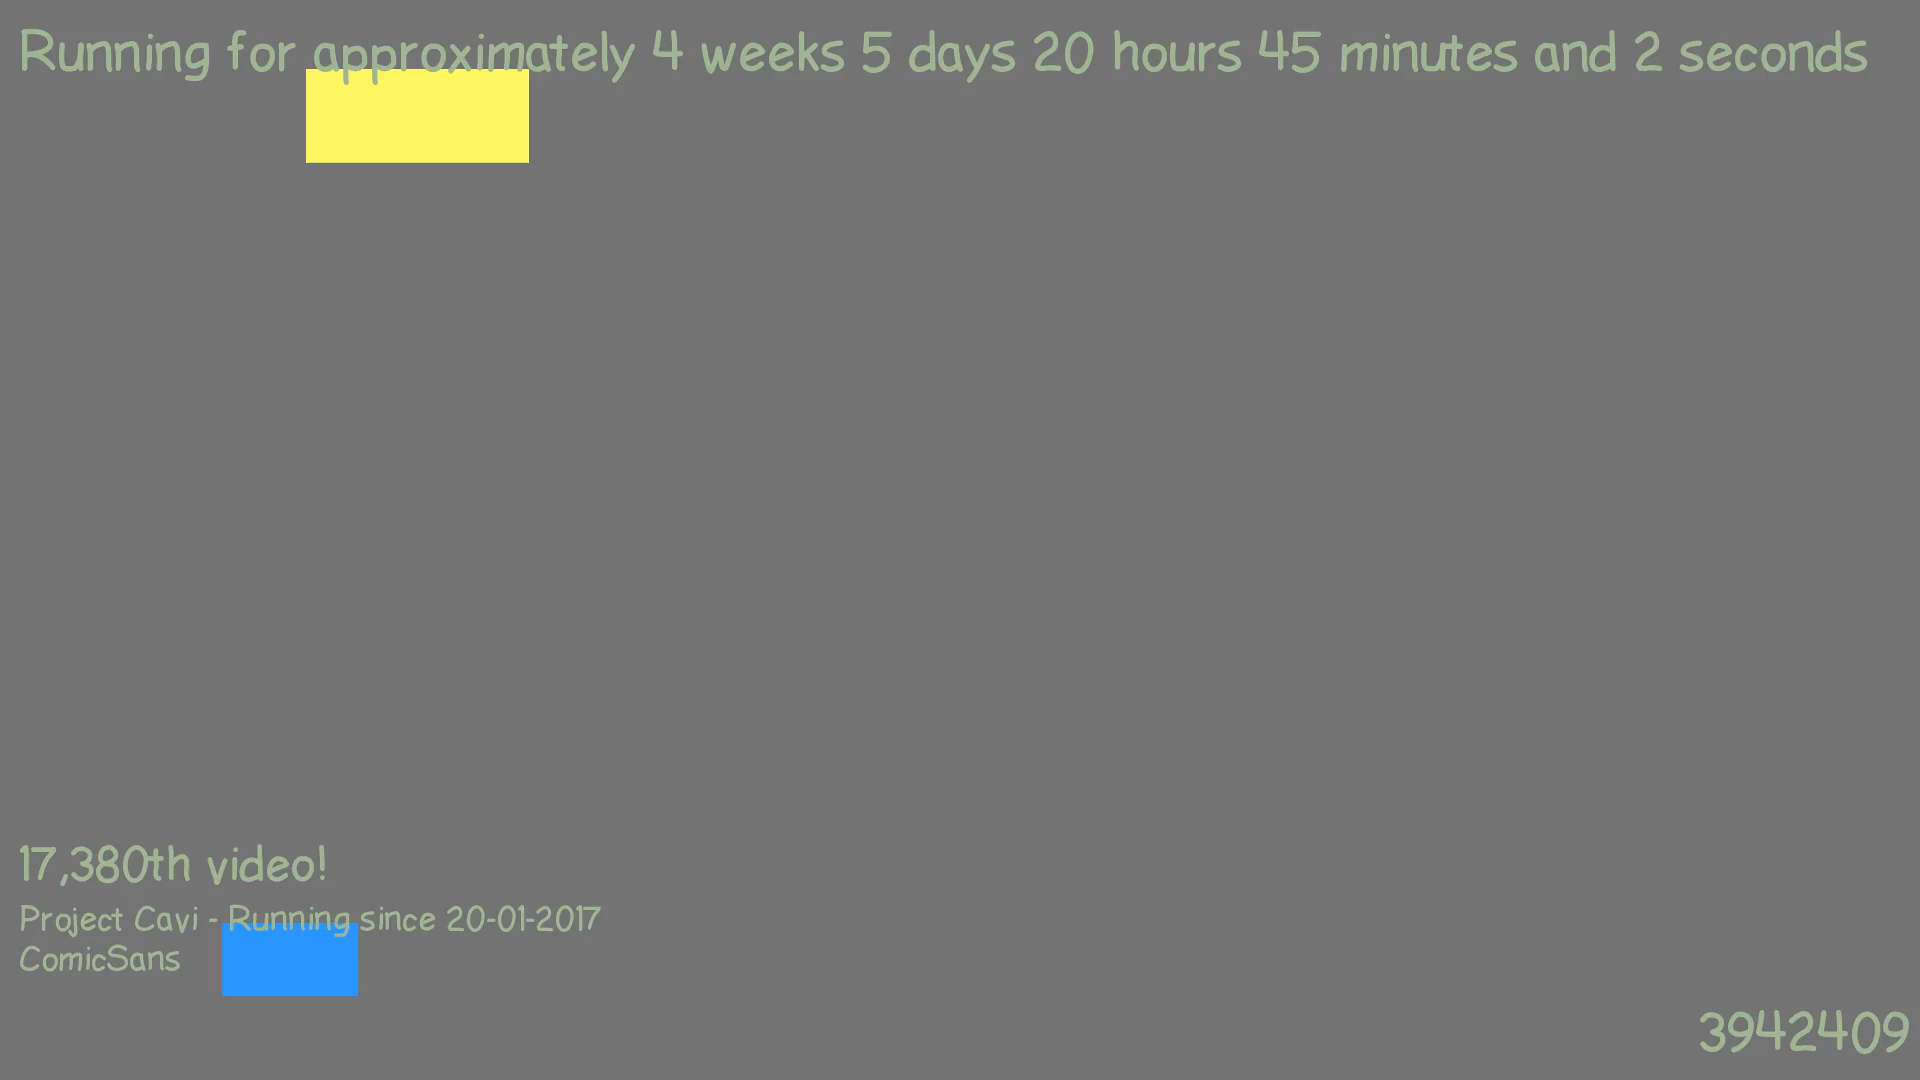 Running for approximately 4 weeks 5 days 20 hours 45 minutes and 2 seconds
17,380th video!
Project Cavi - Running since 20-01-2017
ComicSans
3942409